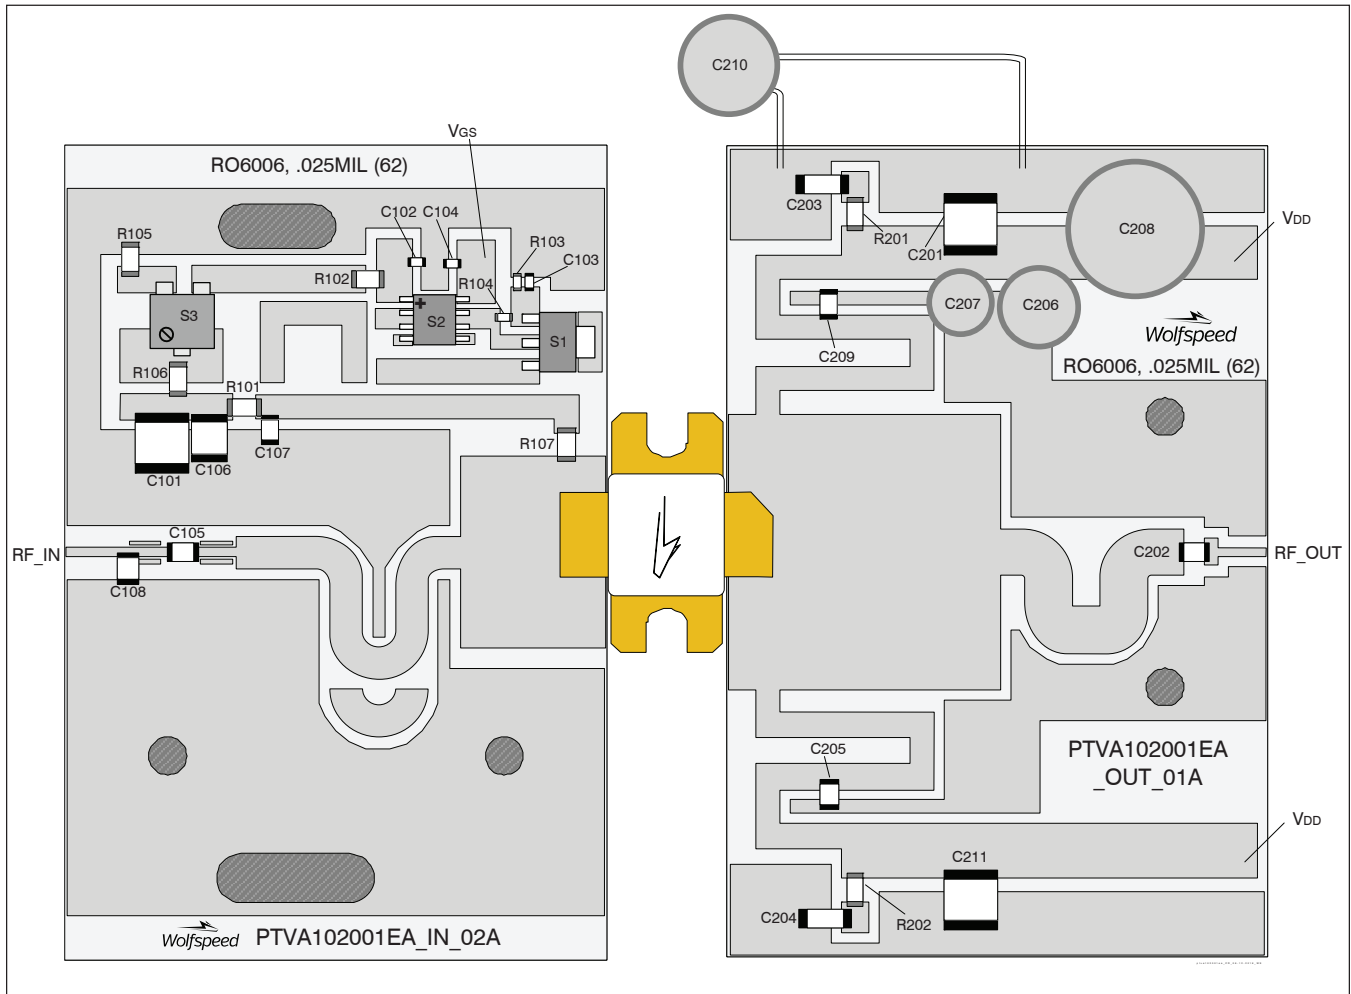 C210
VGS
RO6006, .025MIL (62)
C102 C104
R105
R103
C103
R102
R104
S3
S2
S1
R106
R101
C107
C101
C106
R107
RF_IN
C105
C108
Wolfspeed
PTVA102001EA_IN_02A
C203
R201
C201
C208
VDD
C207
C206
C209
Wolfspeed
RO6006, .025MIL (62)
C202
RF_OUT
C205
PTVA102001EA
_OUT_01A
VDD
C211
C204
R202